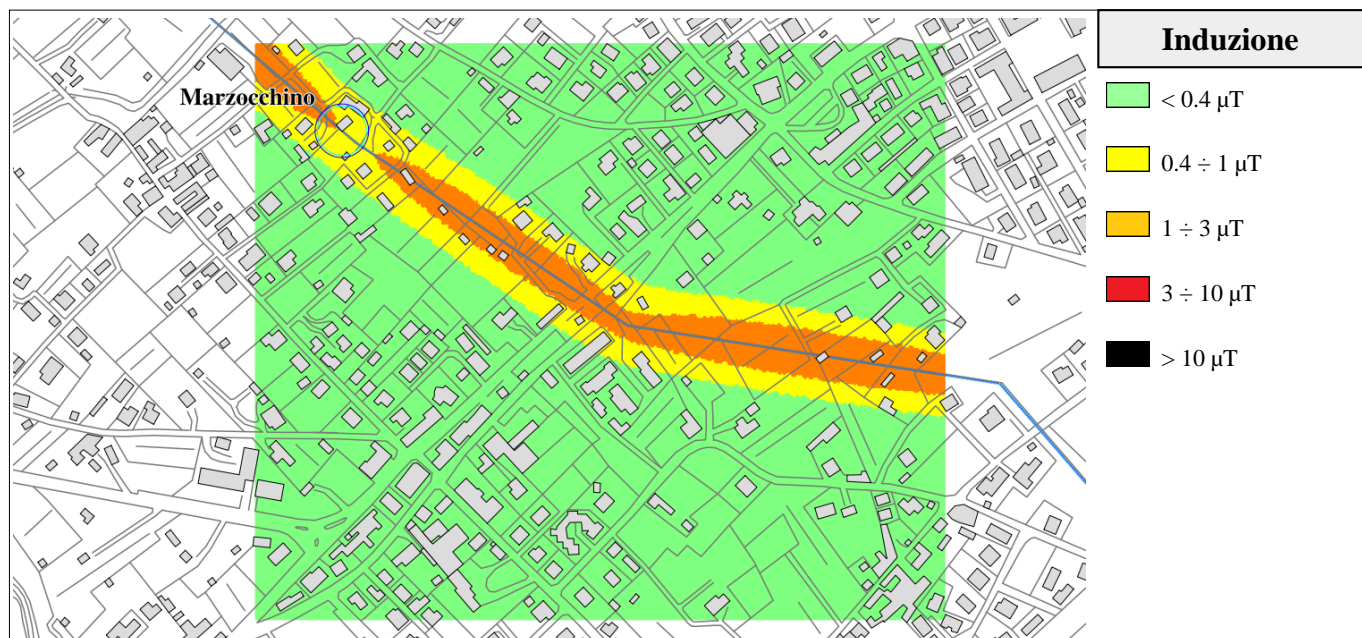 Induzione
Marzocchino
< 0.4 μT
0.4 ÷ 1 μT
1 ÷ 3 μT
3 ÷ 10 μT
> 10 μT